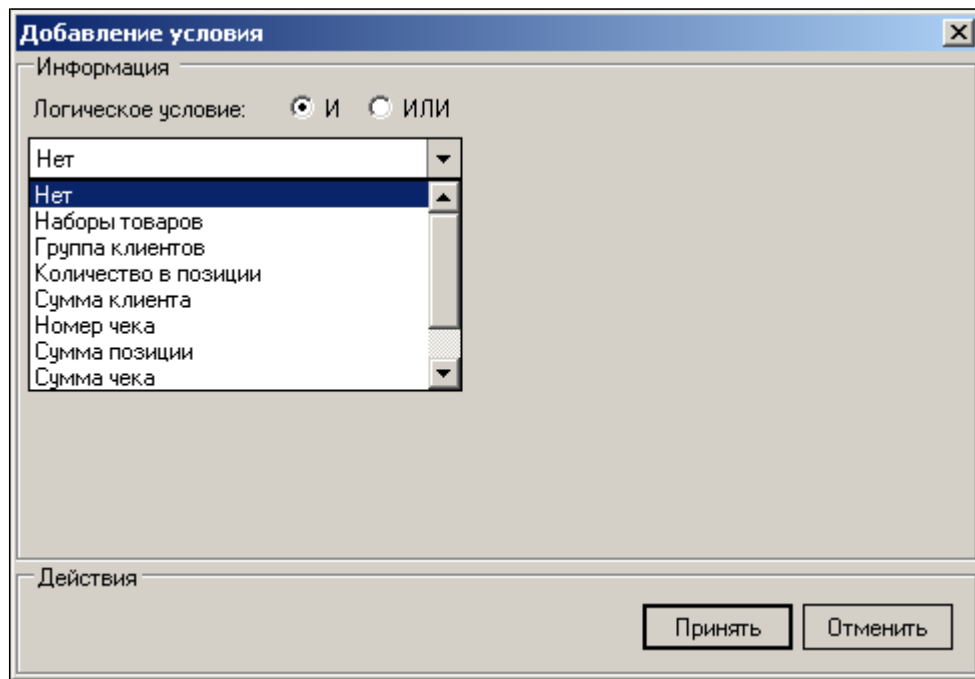 Добавление условия
Информация
Логическое условие: И ИЛИ
Нет
Нет
Наборы товаров
Группа клиентов
Количество в позиции
Сумма клиента
Номер чека
Сумма позиции
Сумма чека
Действия
Принять Отменить